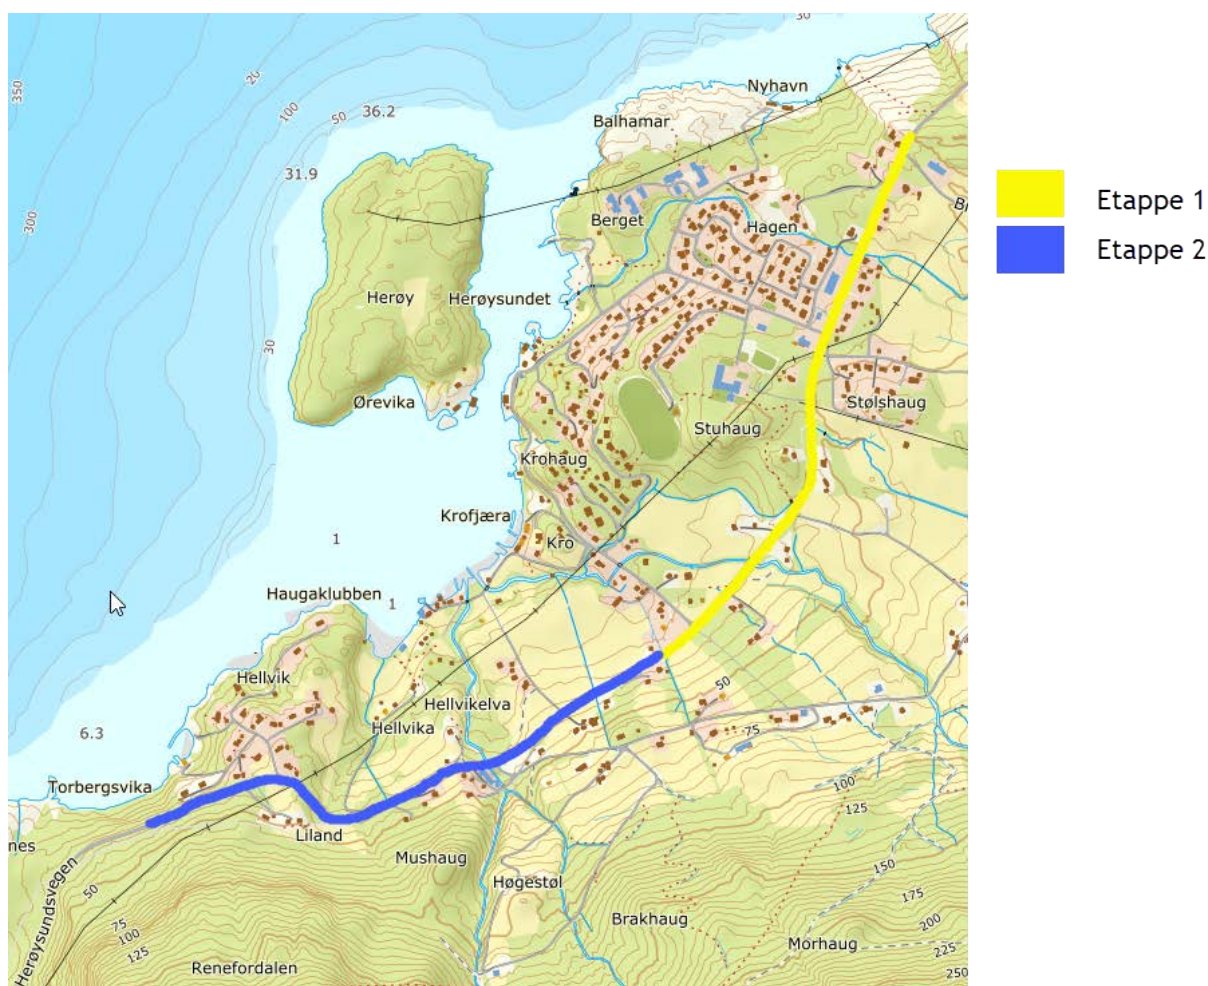 30
350
20
100
50
36.2
31.9
300
30
Nyhavn
Balhamar
Berget
Hagen
Herøy
Herøysundet
Ørevika
Stølshaug
Stuhaug
Krohaug
Krofjæra
Kro
1
1
Haugaklubben
Hellvik
Hellvikelva
Hellvika
50
75
6.3
Torbergsvika
Liland
Mushaug
Høgestøl
Brakhaug
Morhaug
Renefordalen
Herøysundsvegen
nes
50
75
100
125
100
125
150
175
200
225
250
Etappe 1
Etappe 2